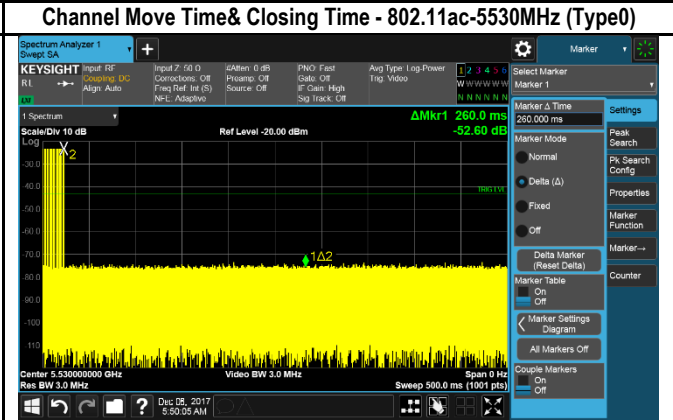 Channel Move Time& Closing Time - 802.11ac-5530MHz (Type0)
Spectrum Analyzer 1
Swept SA
+
Marker
KEYSIGHT
RL
Input: RF
Coupling: DC
Align: Auto
Input Z: 50 Ω
Corrections: Off
Freq Ref: Int (S)
NFE: Adaptive
#Atten: 0 dB
Preamp: Off
Source: Off
PNO: Fast
Gate: Off
IF Gain: High
Sig Track: Off
Avg Type: Log-Power
Trig: Video
1 2 3 4 5 6
W W W W W W
N N N N N N
Select Marker
Marker 1
1 Spectrum
Scale/Div 10 dB
Log
Ref Level -20.00 dBm
ΔMkr1 260.0 ms
-52.60 dB
2
-30.0
-40.0
TRIG LVL
-50.0
-60.0
-70.0
1Δ2
-80.0
-90.0
-100
-110
Center 5.530000000 GHz
Res BW 3.0 MHz
Video BW 3.0 MHz
Span 0 Hz
Sweep 500.0 ms (1001 pts)
Marker Δ Time
260.000 ms
Marker Mode
Normal
Delta (Δ)
Fixed
Off
Delta Marker
(Reset Delta)
Marker Table
On
Off
Marker Settings
Diagram
All Markers Off
Couple Markers
On
Off
Settings
Peak
Search
Pk Search
Config
Properties
Marker
Function
Marker→
Counter
?
5:50:05 AM